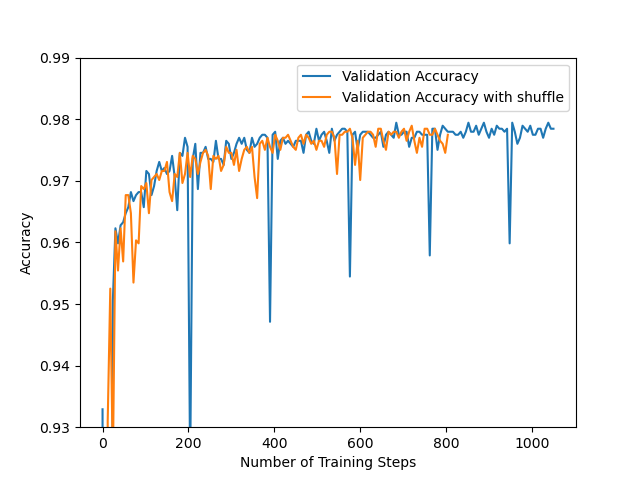 0.99
0.98
0.97
0.96
0.95
0.94
0.93
Accuracy
Validation Accuracy
Validation Accuracy with shuffle
0 200 400 600 800 1000
Number of Training Steps